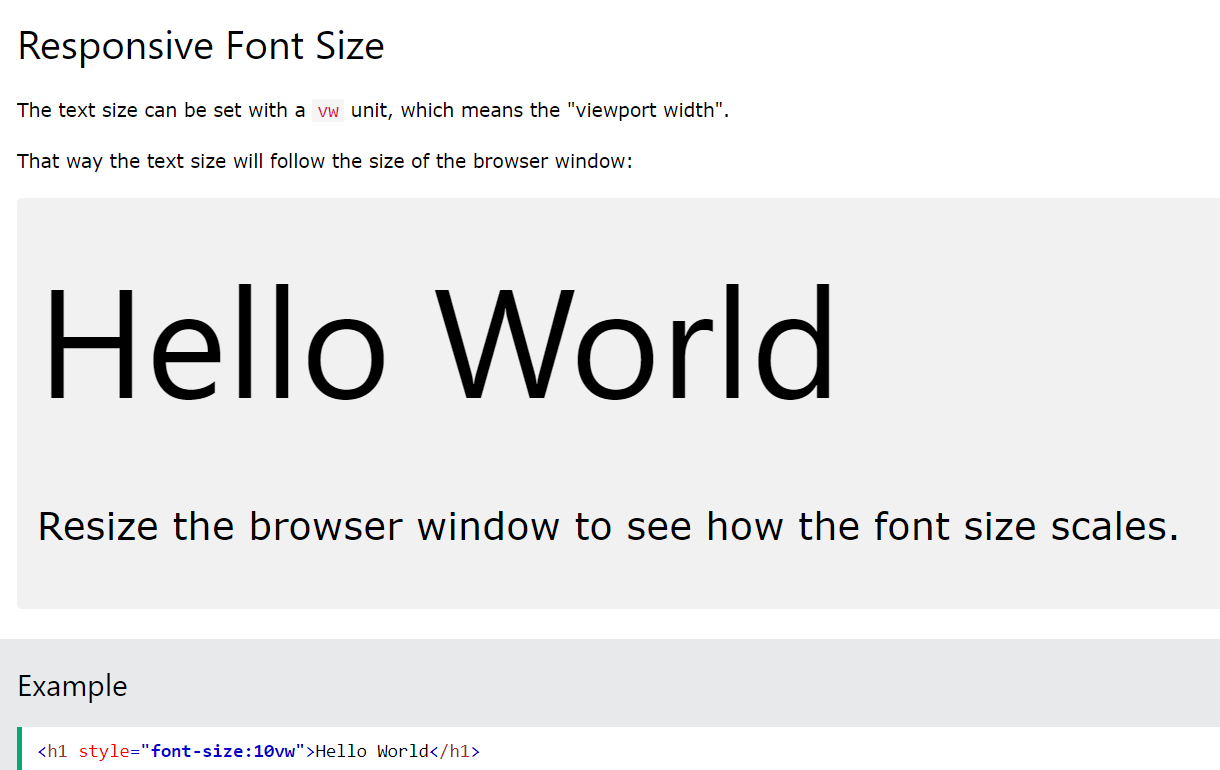 Responsive Font Size
The text size can be set with a vw unit, which means the "viewport width".
That way the text size will follow the size of the browser window:
Hello World
Resize the browser window to see how the font size scales.
Example
<h1 style="font-size:10vw">Hello World</h1>